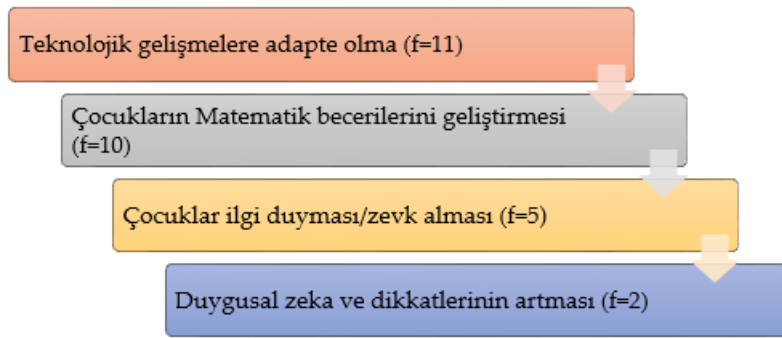 Teknolojik gelişmelere adapte olma (f=11)
Çocukların Matematik becerilerini geliştirmesi
(f=10)
Çocuklar ilgi duyması/zevk alması (f=5)
Duygusal zeka ve dikkatlerinin artması (f=2)